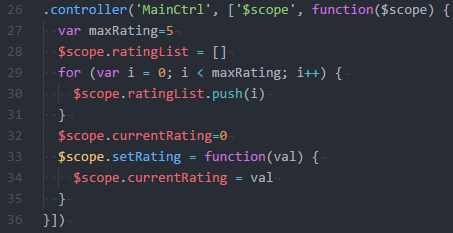 26 .controller('MainCtrl', ['$scope', function($scope) {
27   var maxRating=5
28   $scope.ratingList = []
29   for (var i = 0; i < maxRating; i++) {
30     $scope.ratingList.push(i)
31   }
32   $scope.currentRating=0
33   $scope.setRating = function(val) {
34     $scope.currentRating = val
35   }
36 }])